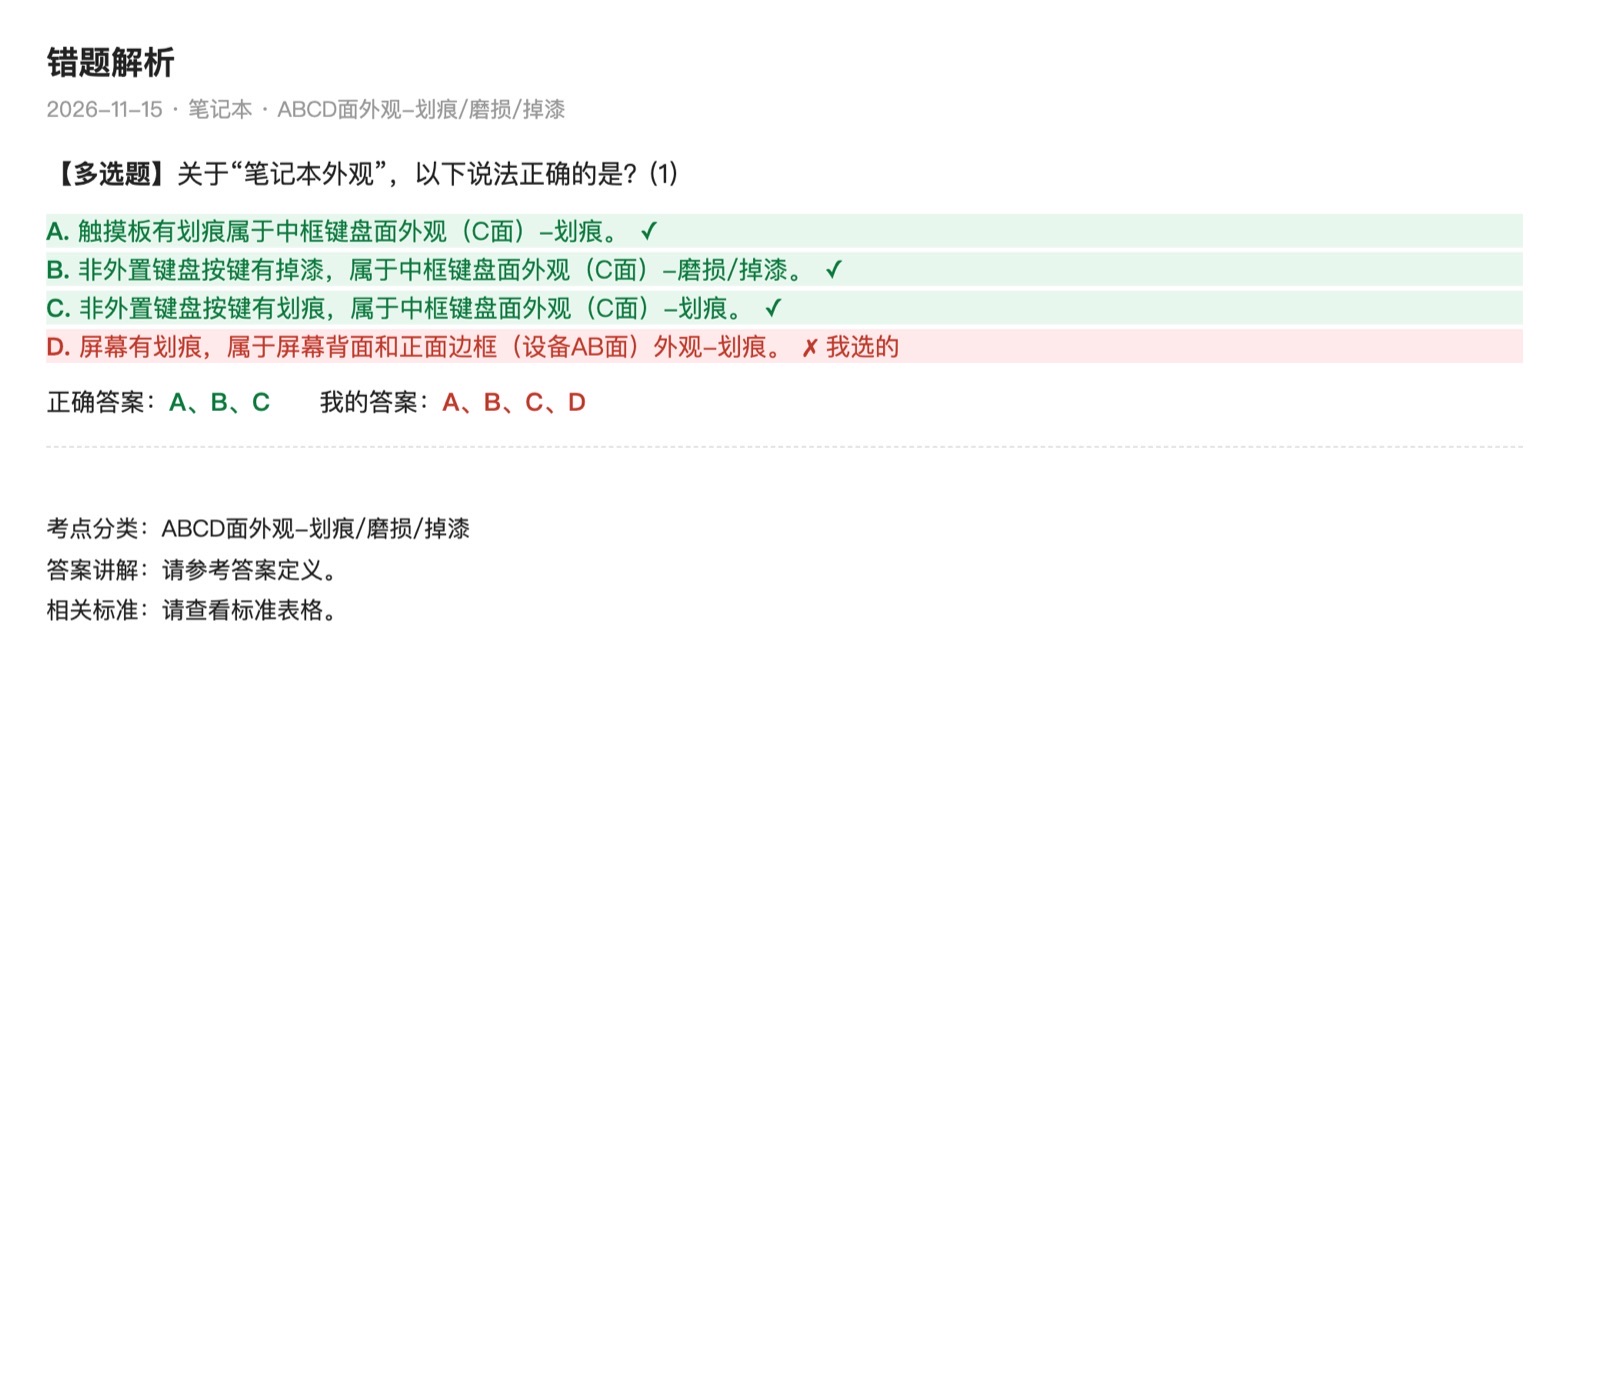 错题解析
2026-11-15 · 笔记本 · ABCD面外观-划痕/磨损/掉漆
【多选题】关于“笔记本外观”，以下说法正确的是？(1)
A. 触摸板有划痕属于中框键盘面外观（C面）-划痕。 ✓
B. 非外置键盘按键有掉漆，属于中框键盘面外观（C面）-磨损/掉漆。 ✓
C. 非外置键盘按键有划痕，属于中框键盘面外观（C面）-划痕。 ✓
D. 屏幕有划痕，属于屏幕背面和正面边框（设备AB面）外观-划痕。 ✗ 我选的
正确答案：A、B、C 我的答案：A、B、C、D
考点分类：ABCD面外观-划痕/磨损/掉漆
答案讲解：请参考答案定义。
相关标准：请查看标准表格。